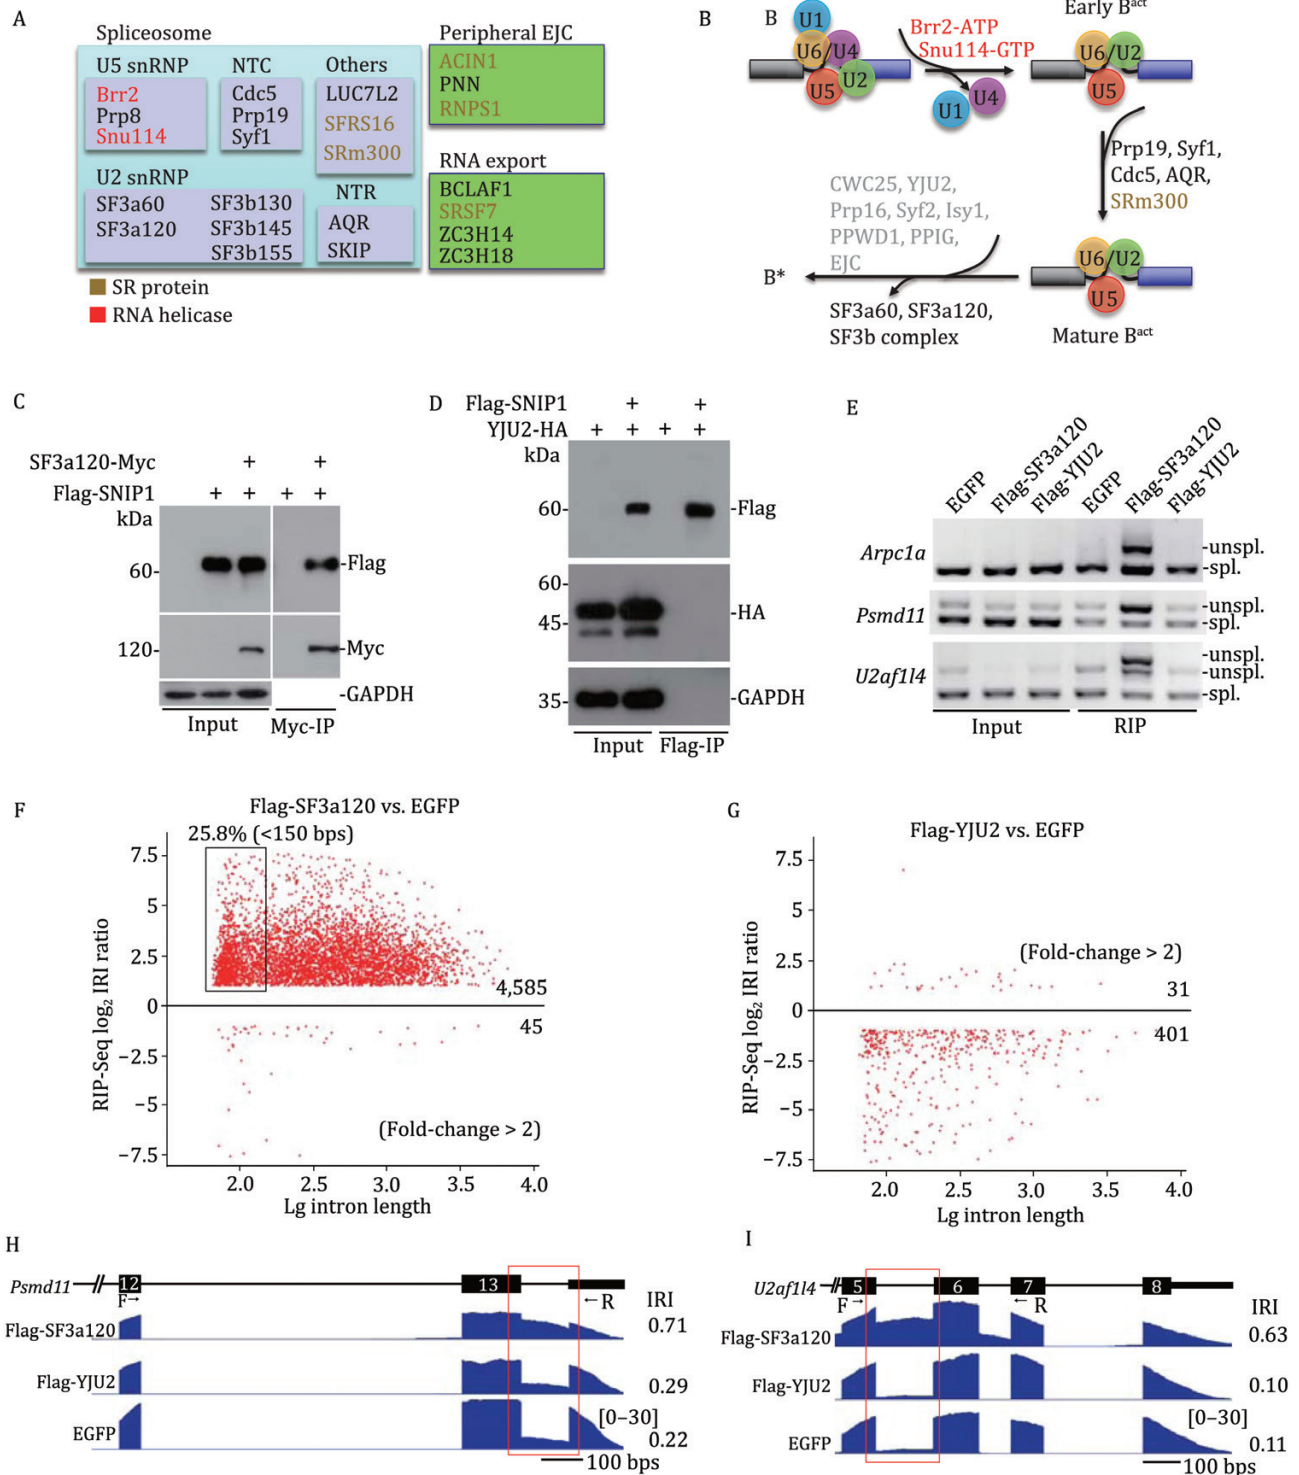 A
Spliceosome
U5 snRNP
Brr2
Prp8
Snu114
NTC
Cdc5
Prp19
Syf1
Others
LUC7L2
SFRS16
SRm300
U2 snRNP
SF3a60
SF3a120
SF3b130
SF3b145
SF3b155
NTR
AQR
SKIP
Peripheral EJC
ACIN1
PNN
RNPS1
RNA export
BCLAF1
SRSF7
ZC3H14
ZC3H18
SR protein
RNA helicase
B
B
U1
U6/U4
U5
U2
Brr2-ATP
Snu114-GTP
U1
U4
Early Bact
U6/U2
U5
Prp19, Syf1,
Cdc5, AQR,
SRm300
U6/U2
U5
Mature Bact
CWC25, YJU2,
Prp16, Syf2, Isy1,
PPWD1, PPIG,
EJC
B*
SF3a60, SF3a120,
SF3b complex
C
SF3a120-Myc + +
Flag-SNIP1 + + + +
kDa
60- -Flag
120- -Myc
-GAPDH
Input Myc-IP
D
Flag-SNIP1 + +
YJU2-HA + + + +
kDa
60- -Flag
60-
-HA
45-
35- -GAPDH
Input Flag-IP
E
EGFP Flag-SF3a120 Flag-YJU2 EGFP Flag-SF3a120 Flag-YJU2
Arpc1a
-unspl.
-spl.
Psmd11
-unspl.
-spl.
U2af1l4
-unspl.
-unspl.
-spl.
Input RIP
F
Flag-SF3a120 vs. EGFP
25.8% (<150 bps)
RIP-Seq log2 IRI ratio
7.5
5
2.5
0
−2.5
−5
−7.5
4,585
45
(Fold-change > 2)
2.0 2.5 3.0 3.5 4.0
Lg intron length
G
Flag-YJU2 vs. EGFP
RIP-Seq log2 IRI ratio
7.5
5
2.5
0
−2.5
−5
−7.5
(Fold-change > 2)
31
401
2.0 2.5 3.0 3.5 4.0
Lg intron length
H
Psmd11 12 13
F→ ←R IRI
Flag-SF3a120 0.71
Flag-YJU2 0.29
[0–30]
EGFP 0.22
100 bps
I
U2af1l4 5 6 7 8
F → ← R IRI
Flag-SF3a120 0.63
Flag-YJU2 0.10
[0–30]
EGFP 0.11
100 bps